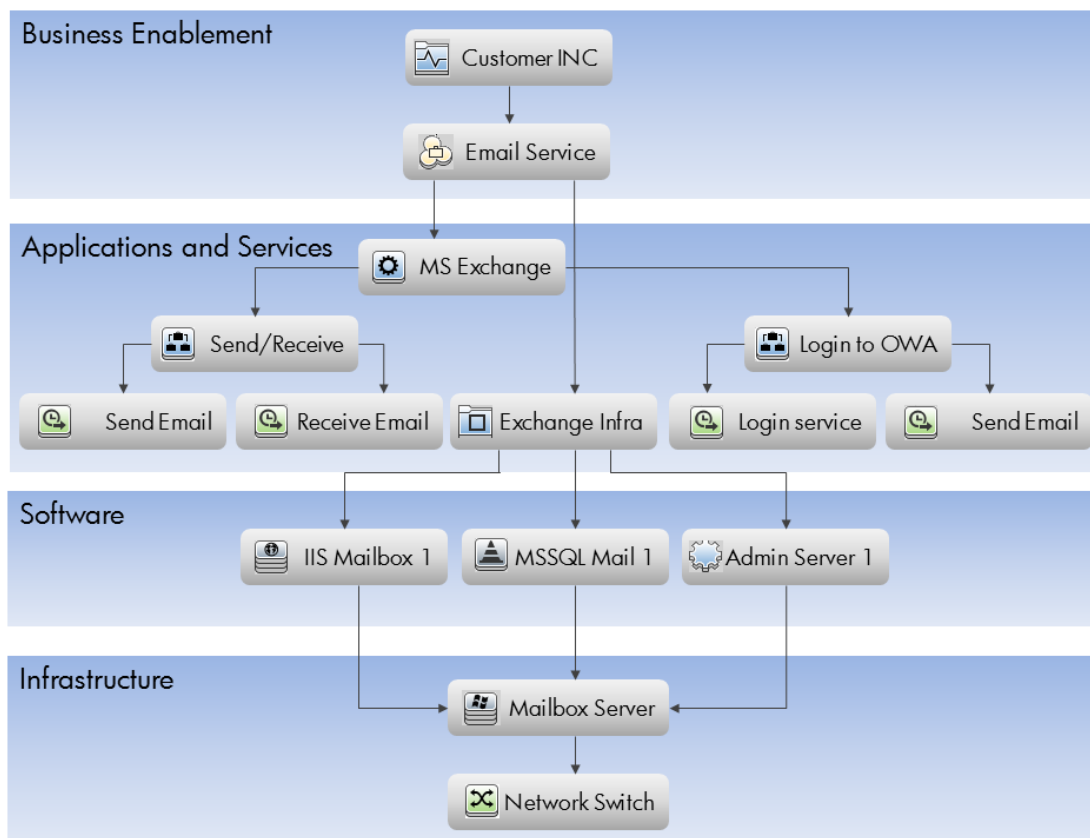 Business Enablement
Customer INC
Email Service
Applications and Services
MS Exchange
Send/Receive
Login to OWA
Send Email
Receive Email
Exchange Infra
Login service
Send Email
Software
IIS Mailbox 1
MSSQL Mail 1
Admin Server 1
Infrastructure
Mailbox Server
Network Switch